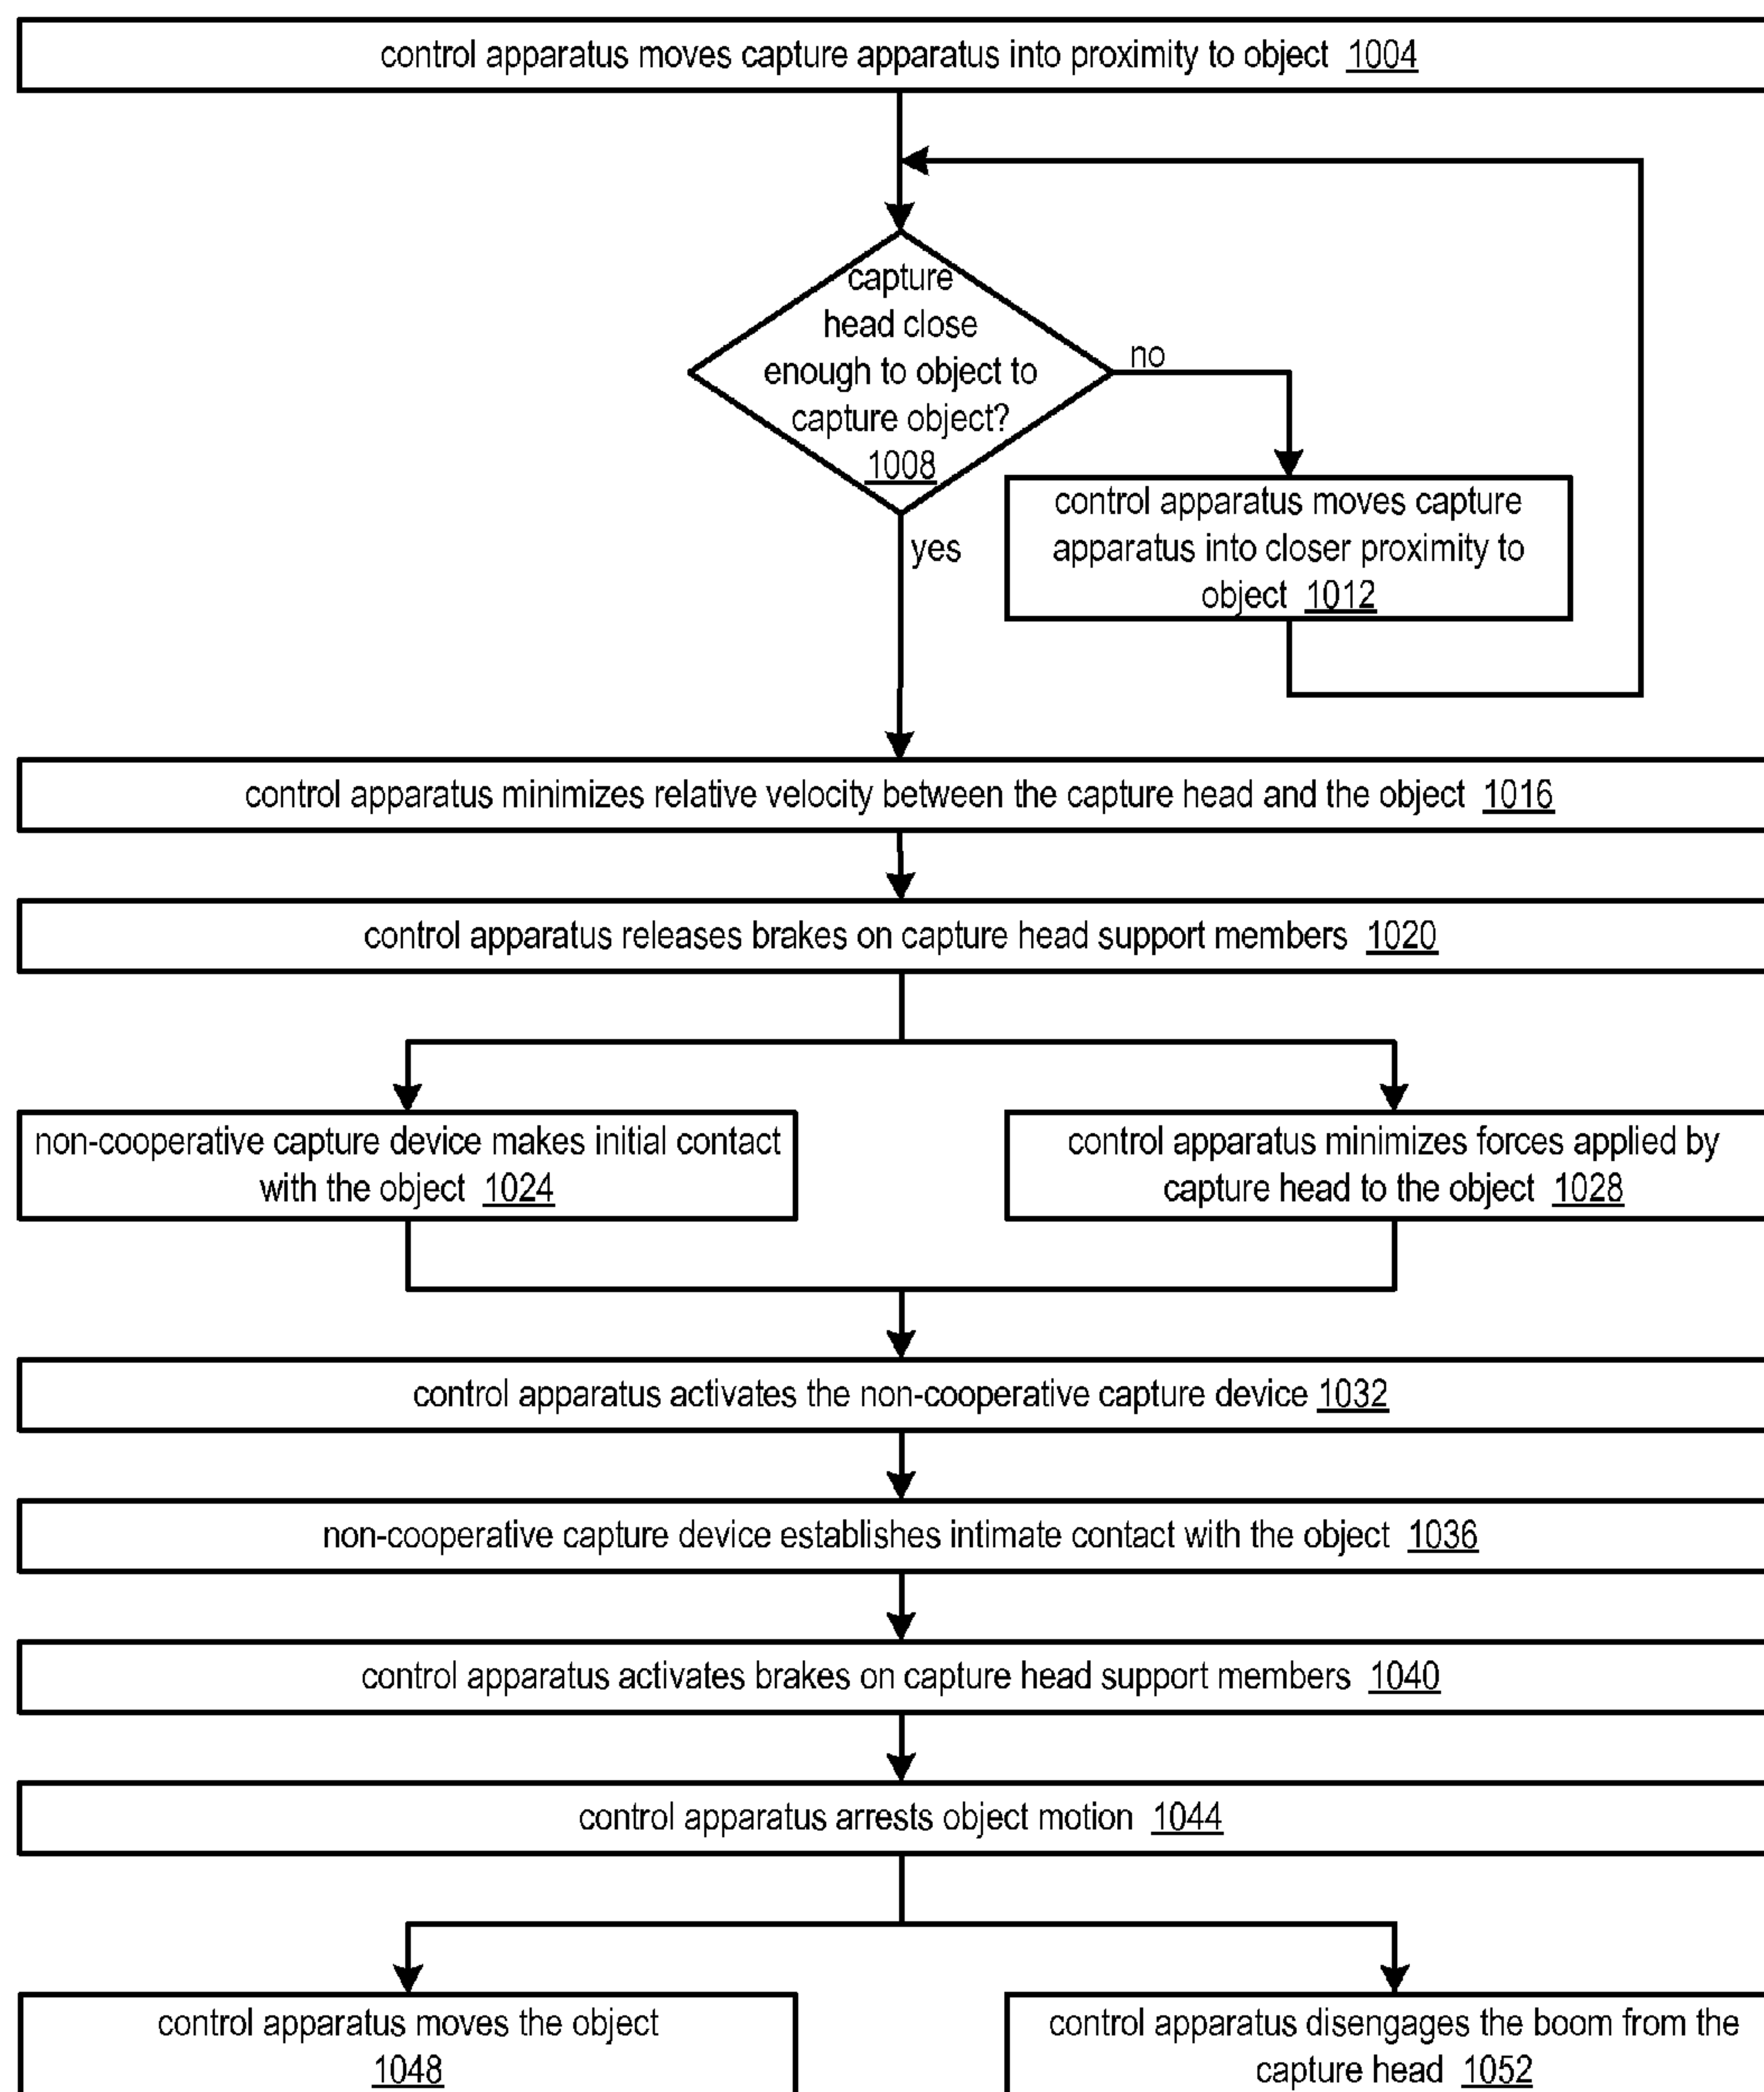 control apparatus moves capture apparatus into proximity to object 1004
capture
head close
enough to object to
capture object?
1008
no
yes
control apparatus moves capture
apparatus into closer proximity to
object 1012
control apparatus minimizes relative velocity between the capture head and the object 1016
control apparatus releases brakes on capture head support members 1020
non-cooperative capture device makes initial contact
with the object 1024
control apparatus minimizes forces applied by
capture head to the object 1028
control apparatus activates the non-cooperative capture device 1032
non-cooperative capture device establishes intimate contact with the object 1036
control apparatus activates brakes on capture head support members 1040
control apparatus arrests object motion 1044
control apparatus moves the object
1048
control apparatus disengages the boom from the
capture head 1052